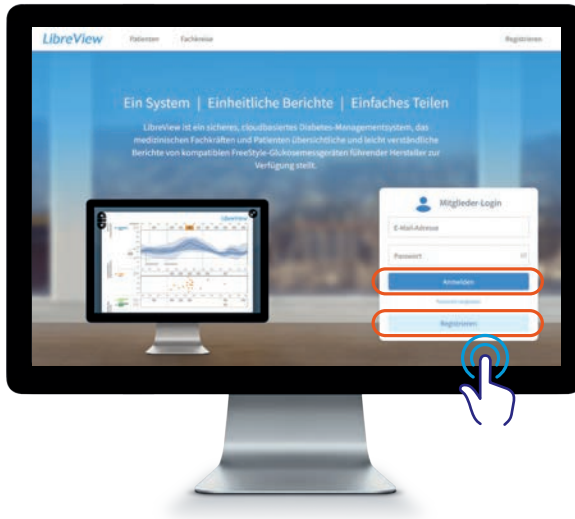 LibreView
Patienten
Fachkreise
Registrieren
Ein System | Einheitliche Berichte | Einfaches Teilen
LibreView ist ein sicheres, cloudbasiertes Diabetes-Managementsystem, das
medizinischen Fachkräften und Patienten übersichtliche und leicht verständliche
Berichte von kompatiblen FreeStyle-Glukosemessgeräten führender Hersteller zur
Verfügung stellt.
LibreView
Mitglieder-Login
E-Mail-Adresse
Passwort
Anmelden
Passwort vergessen
Registrieren